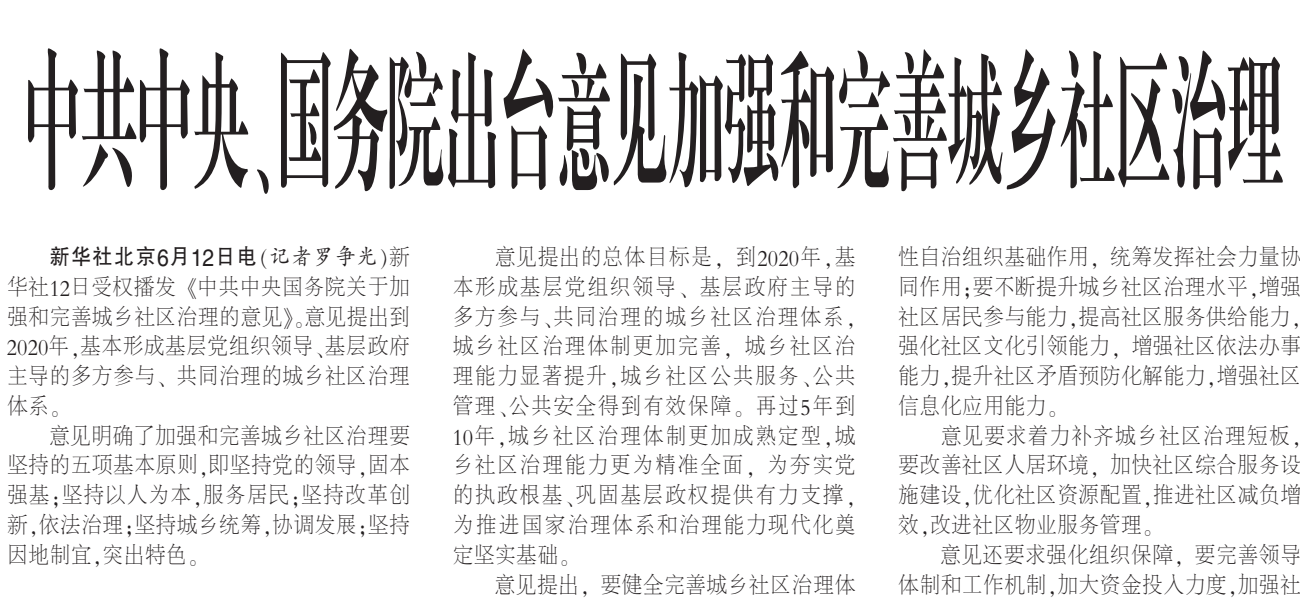 中共中央、国务院出台意见加强和完善城乡社区治理
新华社北京6月12日电(记者罗争光)新
华社12日受权播发《中共中央国务院关于加
强和完善城乡社区治理的意见》。意见提出到
2020年,基本形成基层党组织领导、基层政府
主导的多方参与、共同治理的城乡社区治理
体系。
意见明确了加强和完善城乡社区治理要
坚持的五项基本原则,即坚持党的领导,固本
强基;坚持以人为本,服务居民;坚持改革创
新,依法治理;坚持城乡统筹,协调发展;坚持
因地制宜,突出特色。
意见提出的总体目标是，到2020年,基
本形成基层党组织领导、基层政府主导的
多方参与、共同治理的城乡社区治理体系，
城乡社区治理体制更加完善，城乡社区治
理能力显著提升,城乡社区公共服务、公共
管理、公共安全得到有效保障。再过5年到
10年,城乡社区治理体制更加成熟定型,城
乡社区治理能力更为精准全面，为夯实党
的执政根基、巩固基层政权提供有力支撑，
为推进国家治理体系和治理能力现代化奠
定坚实基础。
意见提出，要健全完善城乡社区治理体
性自治组织基础作用，统筹发挥社会力量协
同作用;要不断提升城乡社区治理水平,增强
社区居民参与能力,提高社区服务供给能力，
强化社区文化引领能力，增强社区依法办事
能力,提升社区矛盾预防化解能力,增强社区
信息化应用能力。
意见要求着力补齐城乡社区治理短板，
要改善社区人居环境，加快社区综合服务设
施建设,优化社区资源配置,推进社区减负增
效,改进社区物业服务管理。
意见还要求强化组织保障，要完善领导
体制和工作机制,加大资金投入力度,加强社